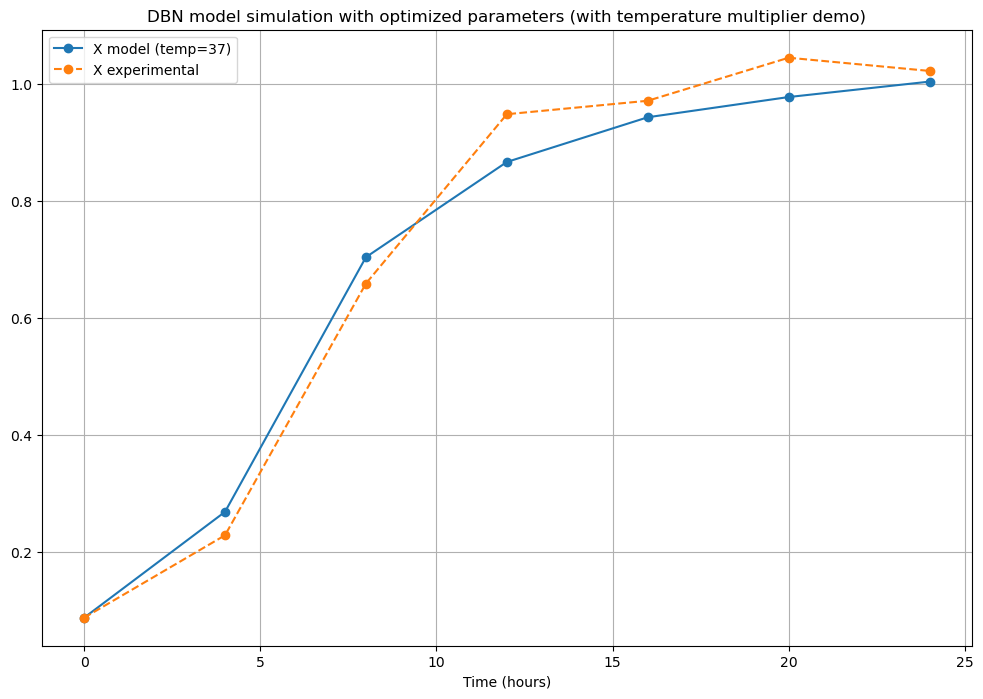 DBN model simulation with optimized parameters (with temperature multiplier demo)
X model (temp=37)
X experimental
1.0
0.8
0.6
0.4
0.2
0 5 10 15 20 25
Time (hours)